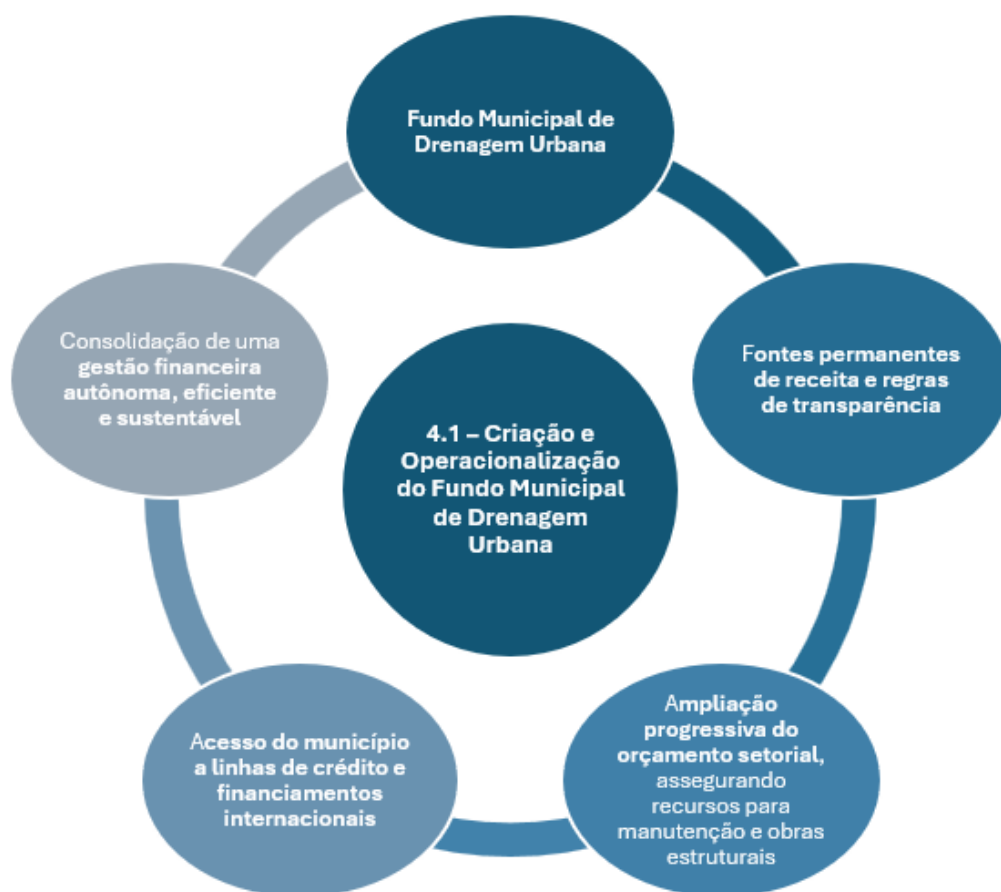 Fundo Municipal de
Drenagem Urbana
Fontes permanentes
de receita e regras
de transparência
Ampliação
progressiva do
orçamento setorial,
assegurando
recursos para
manutenção e obras
estruturais
Acesso do município
a linhas de crédito e
financiamentos
internacionais
Consolidação de uma
gestão financeira
autônoma, eficiente
e sustentável
4.1 – Criação e
Operacionalização
do Fundo Municipal
de Drenagem
Urbana